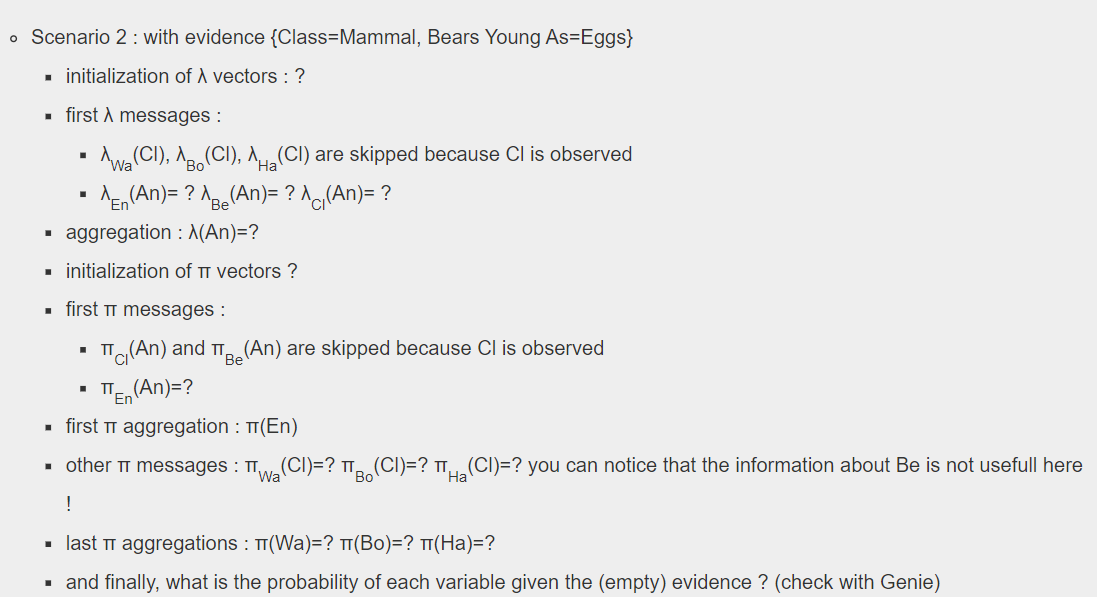 Scenario 2 : with evidence {Class=Mammal, Bears Young As=Eggs}
initialization of λ vectors : ?
first λ messages :
λWa(Cl), λBo(Cl), λHa(Cl) are skipped because Cl is observed
λEn(An)= ? λBe(An)= ? λCl(An)= ?
aggregation : λ(An)=?
initialization of π vectors ?
first π messages :
πCl(An) and πBe(An) are skipped because Cl is observed
πEn(An)=?
first π aggregation : π(En)
other π messages : πWa(Cl)=? πBo(Cl)=? πHa(Cl)=? you can notice that the information about Be is not usefull here
!
last π aggregations : π(Wa)=? π(Bo)=? π(Ha)=?
and finally, what is the probability of each variable given the (empty) evidence ? (check with Genie)